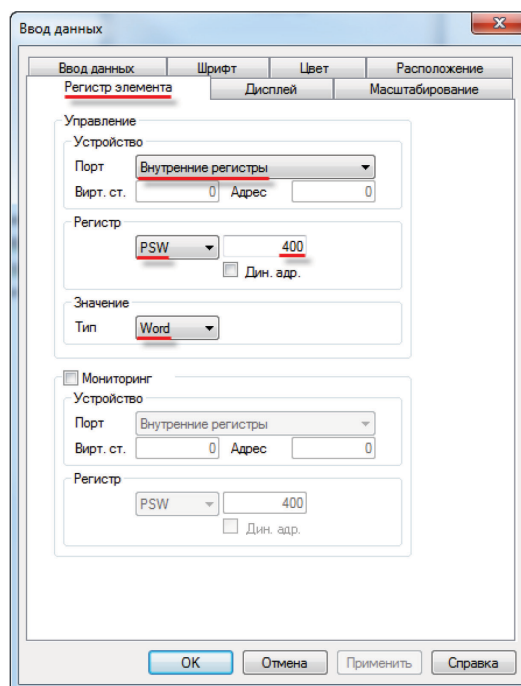 Ввод данных
Ввод данных Шрифт Цвет Расположение
Регистр элемента Дисплей Масштабирование
Управление
Устройство
Порт Внутренние регистры
Вирт. ст. 0 Адрес 0
Регистр
PSW 400
Дин. адр.
Значение
Тип Word
Мониторинг
Устройство
Порт Внутренние регистры
Вирт. ст. 0 Адрес 0
Регистр
PSW 400
Дин. адр.
OK Отмена Применить Справка